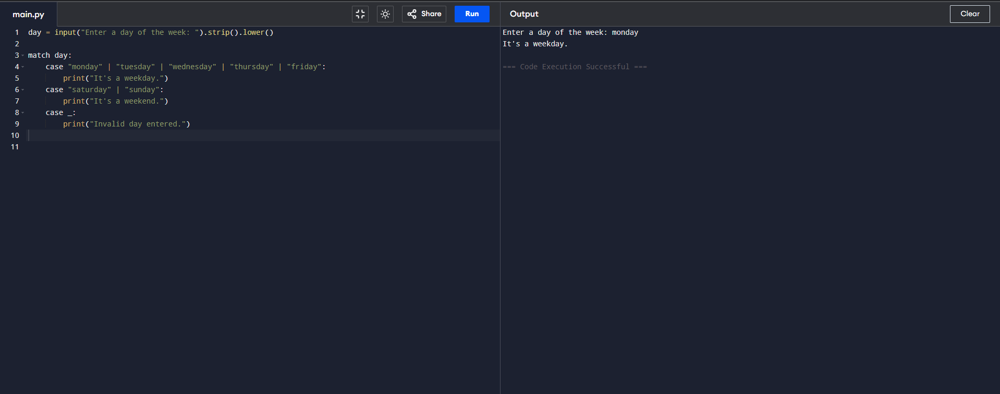 main.py
Share
Run
Output
Clear
1 day = input("Enter a day of the week: ").strip().lower()
2
3 match day:
4     case "monday" | "tuesday" | "wednesday" | "thursday" | "friday":
5         print("It's a weekday.")
6     case "saturday" | "sunday":
7         print("It's a weekend.")
8     case _:
9         print("Invalid day entered.")
10
11
Enter a day of the week: monday
It's a weekday.
=== Code Execution Successful ===